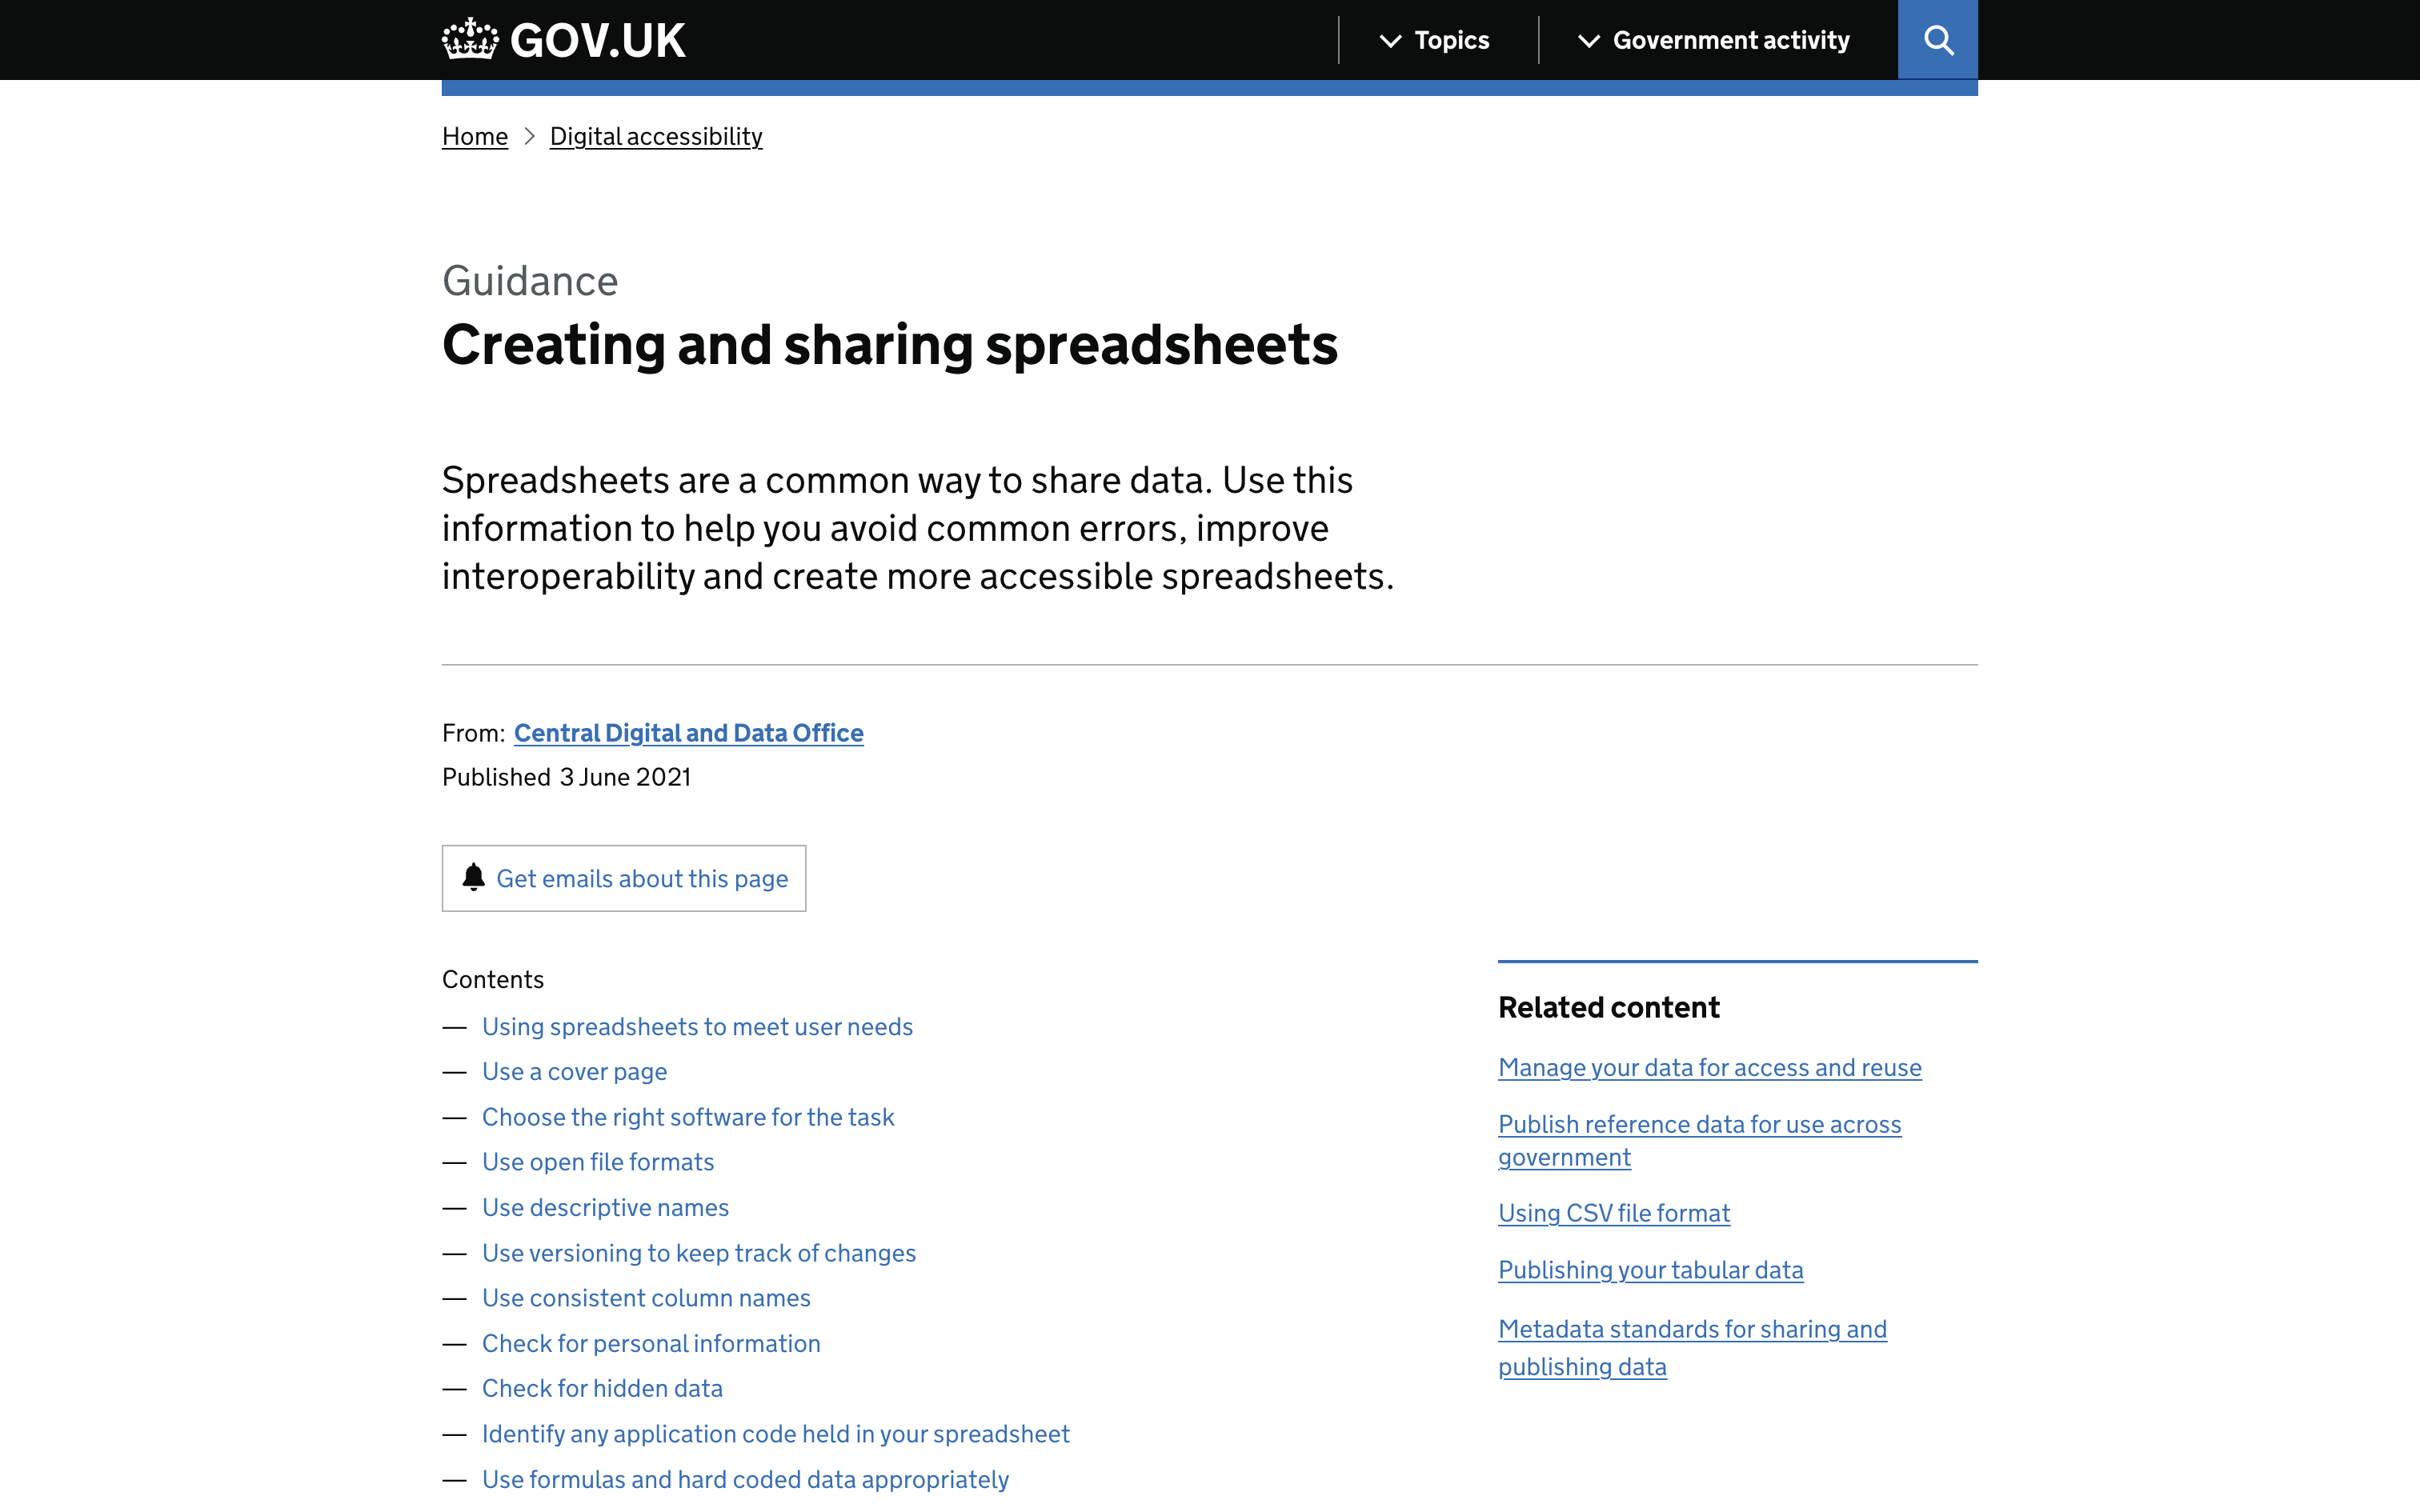 GOV.UK
Topics
Government activity
Home
Digital accessibility
Guidance
Creating and sharing spreadsheets
Spreadsheets are a common way to share data. Use this
information to help you avoid common errors, improve
interoperability and create more accessible spreadsheets.
From: Central Digital and Data Office
Published 3 June 2021
Get emails about this page
Contents
— Using spreadsheets to meet user needs
— Use a cover page
— Choose the right software for the task
— Use open file formats
— Use descriptive names
— Use versioning to keep track of changes
— Use consistent column names
— Check for personal information
— Check for hidden data
— Identify any application code held in your spreadsheet
— Use formulas and hard coded data appropriately
Related content
Manage your data for access and reuse
Publish reference data for use across
government
Using CSV file format
Publishing your tabular data
Metadata standards for sharing and
publishing data